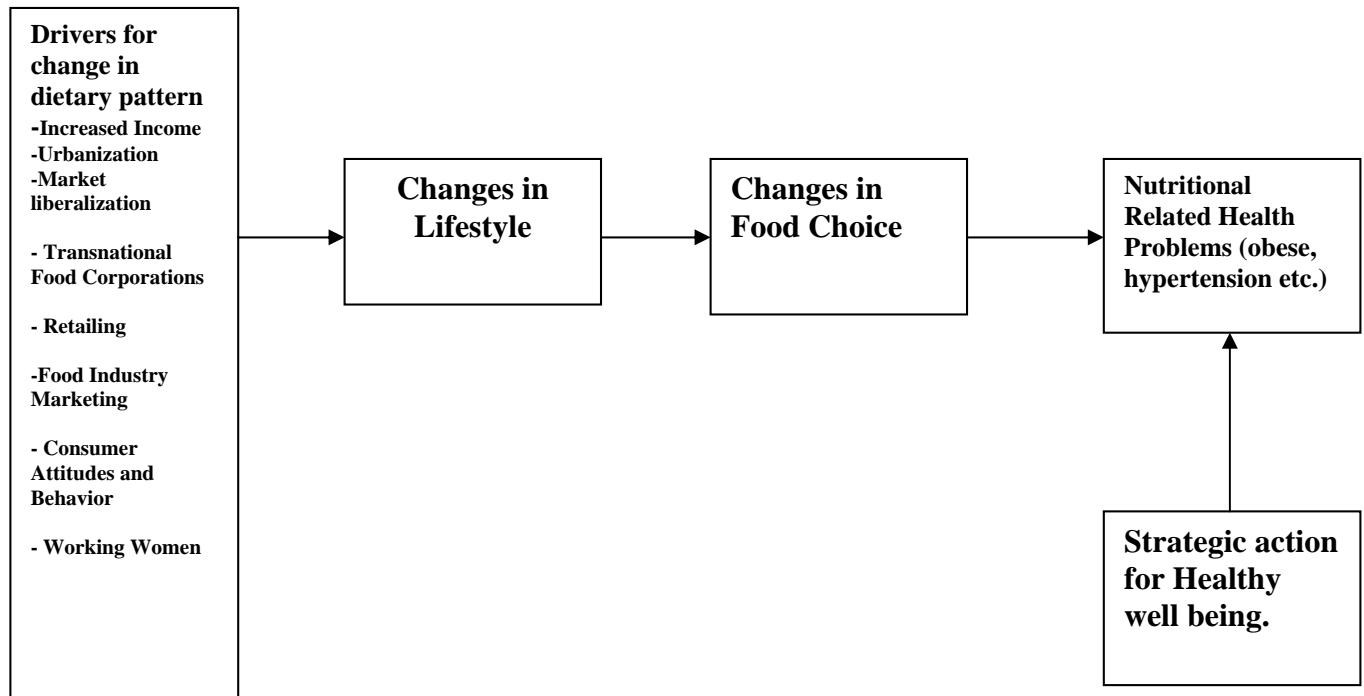 Drivers for
change in
dietary pattern
-Increased Income
-Urbanization
-Market
liberalization
- Transnational
Food Corporations
- Retailing
-Food Industry
Marketing
- Consumer
Attitudes and
Behavior
- Working Women
Changes in
Lifestyle
Changes in
Food Choice
Nutritional
Related Health
Problems (obese,
hypertension etc.)
Strategic action
for Healthy
well being.